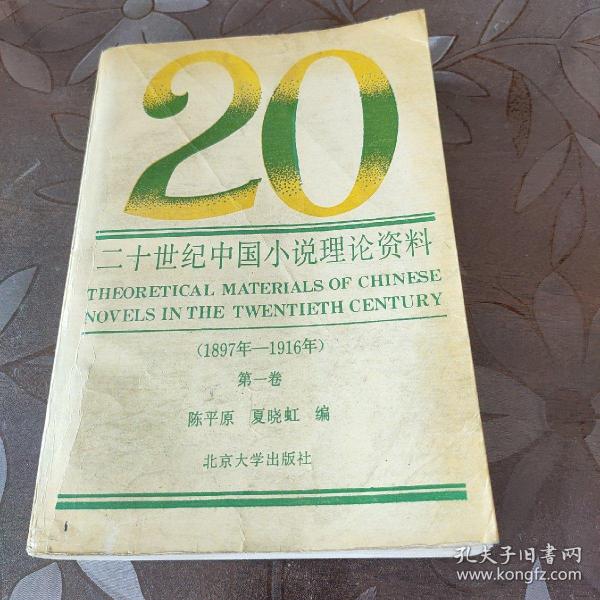 20
二十世纪中国小说理论资料
THEORETICAL MATERIALS OF CHINESE
NOVELS IN THE TWENTIETH CENTURY
(1897年—1916年)
第一卷
陈平原 夏晓虹 编
北京大学出版社
孔夫子旧書网
www.kongfz.com